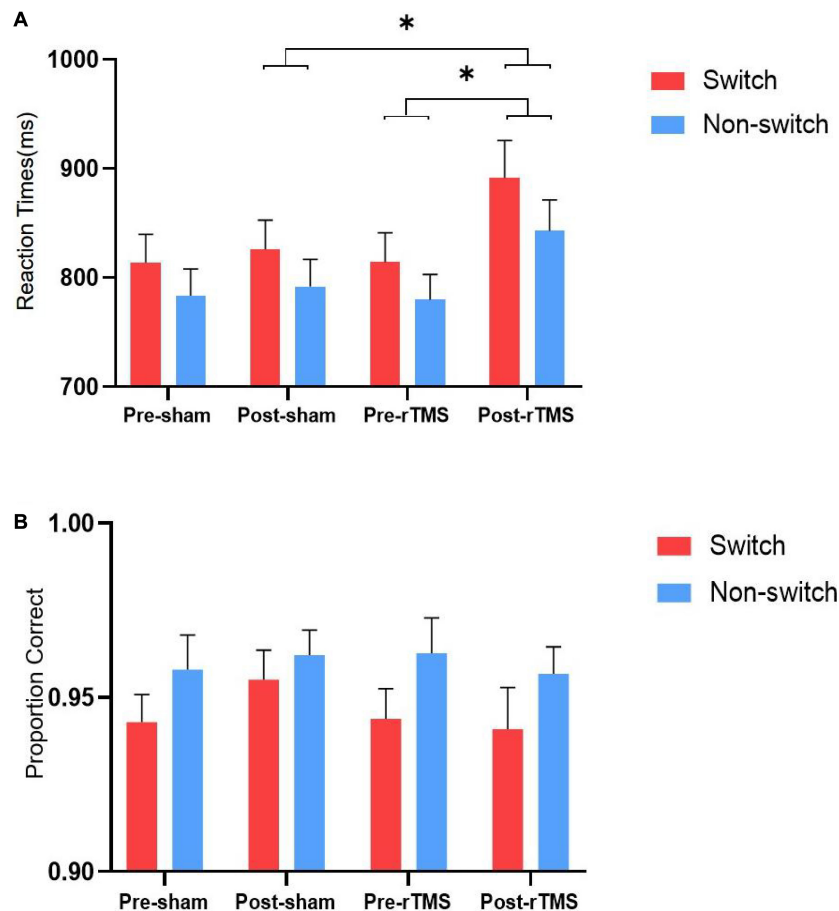 A
*
*
1000
900
800
700
Reaction Times(ms)
Switch
Non-switch
Pre-sham Post-sham Pre-rTMS Post-rTMS
B
1.00
0.95
0.90
Proportion Correct
Switch
Non-switch
Pre-sham Post-sham Pre-rTMS Post-rTMS